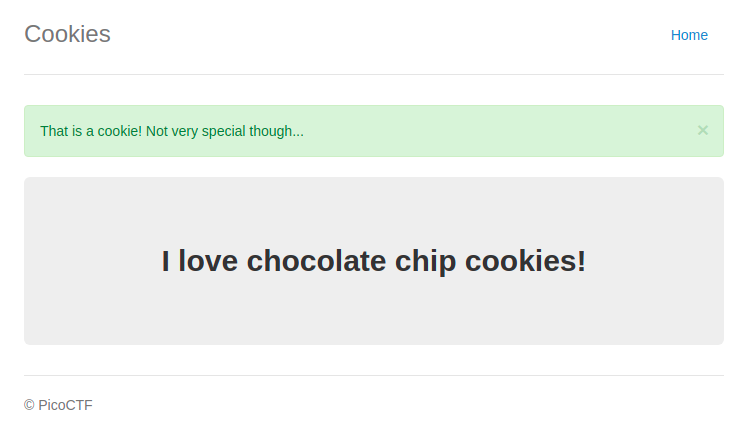 Cookies
Home
That is a cookie! Not very special though...
×
I love chocolate chip cookies!
© PicoCTF